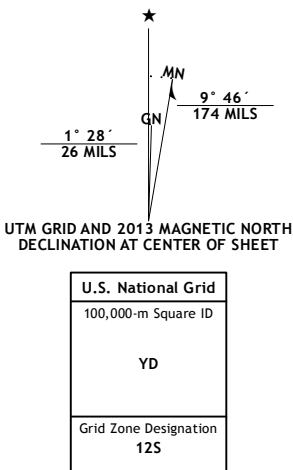 ★
MN
9° 46´
174 MILS
GN
1° 28´
26 MILS
UTM GRID AND 2013 MAGNETIC NORTH
DECLINATION AT CENTER OF SHEET
U.S. National Grid
100,000-m Square ID
YD
Grid Zone Designation
12S